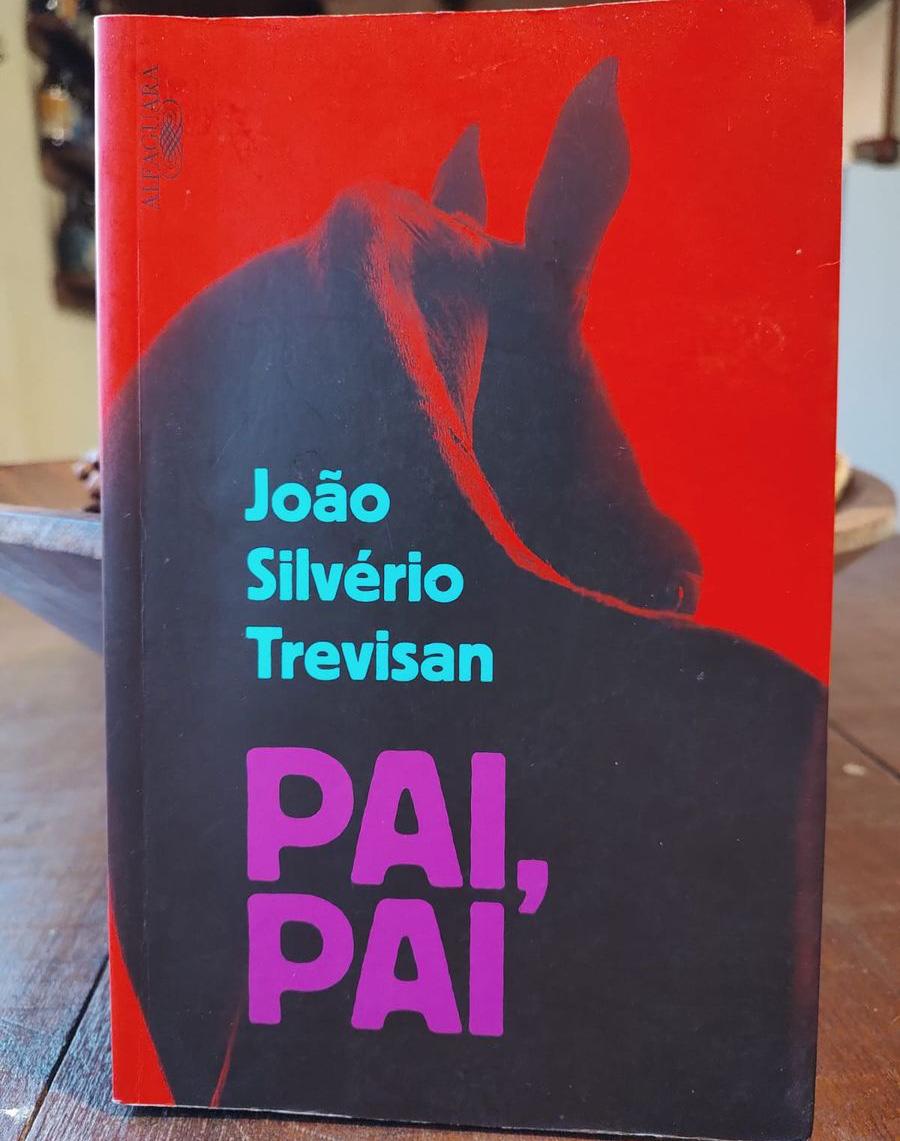 ALFAGUARA
João
Silvério
Trevisan
PAI,
PAI